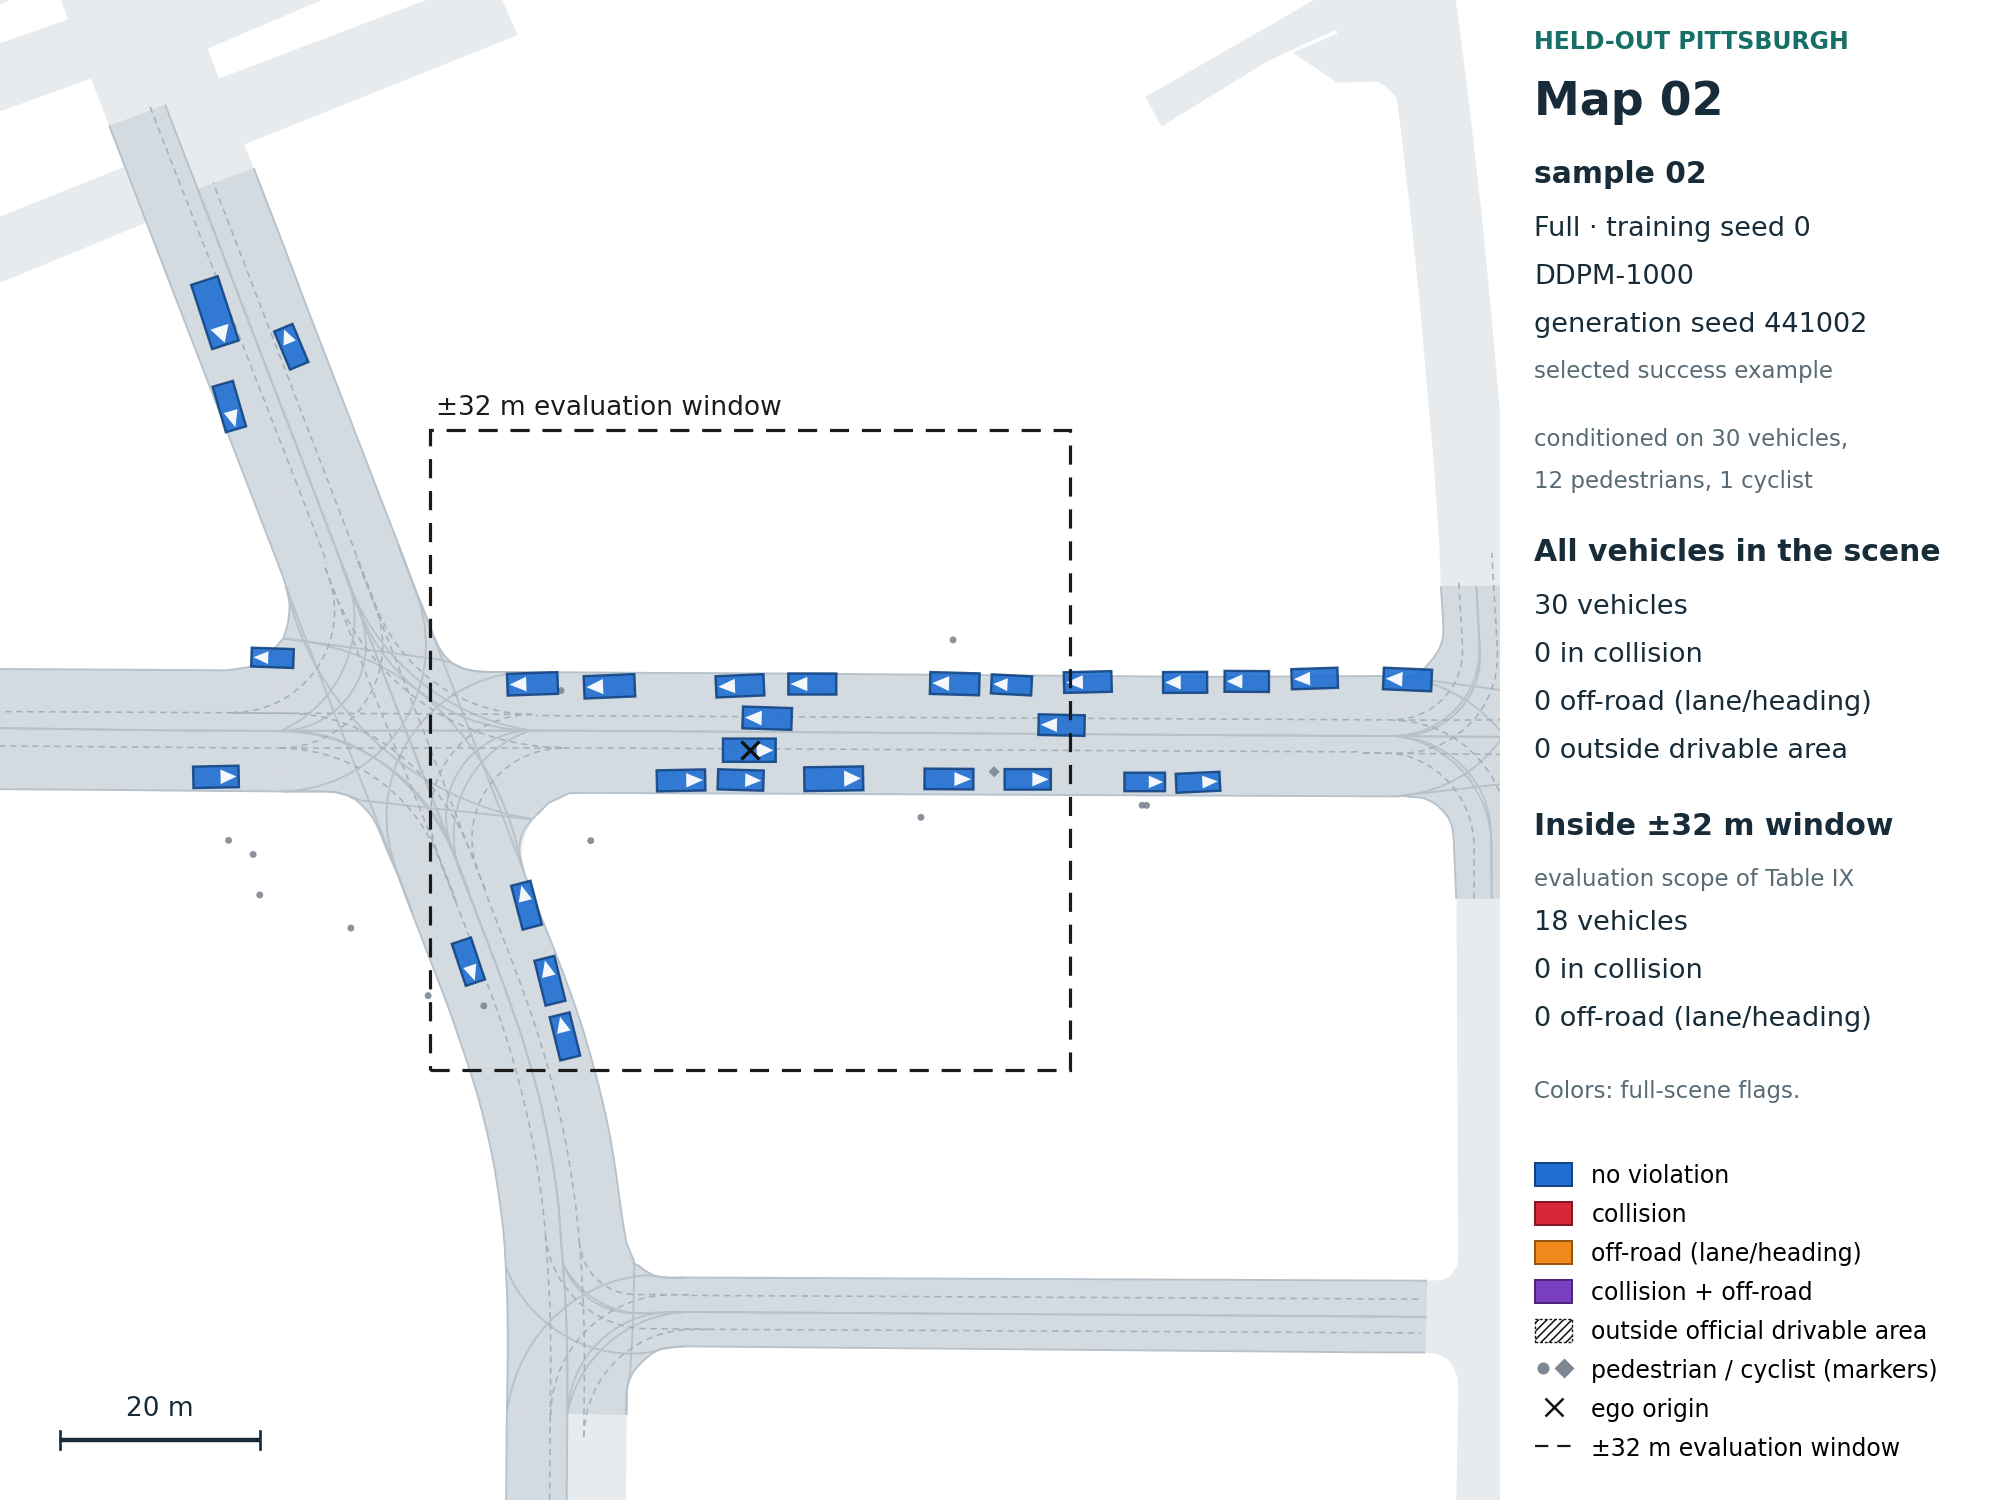 HELD-OUT PITTSBURGH
Map 02
sample 02
Full · training seed 0
DDPM-1000
generation seed 441002
selected success example
conditioned on 30 vehicles,
12 pedestrians, 1 cyclist
All vehicles in the scene
30 vehicles
0 in collision
0 off-road (lane/heading)
0 outside drivable area
Inside ±32 m window
evaluation scope of Table IX
18 vehicles
0 in collision
0 off-road (lane/heading)
Colors: full-scene flags.
no violation
collision
off-road (lane/heading)
collision + off-road
outside official drivable area
pedestrian / cyclist (markers)
ego origin
±32 m evaluation window
±32 m evaluation window
20 m